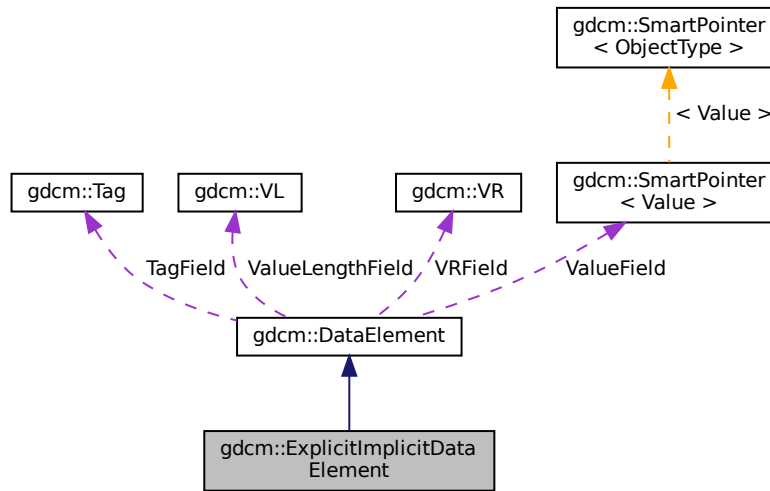 gdcm::SmartPointer
< ObjectType >
< Value >
gdcm::Tag
gdcm::VL
gdcm::VR
gdcm::SmartPointer
< Value >
TagField
ValueLengthField
VRField
ValueField
gdcm::DataElement
gdcm::ExplicitImplicitData
Element